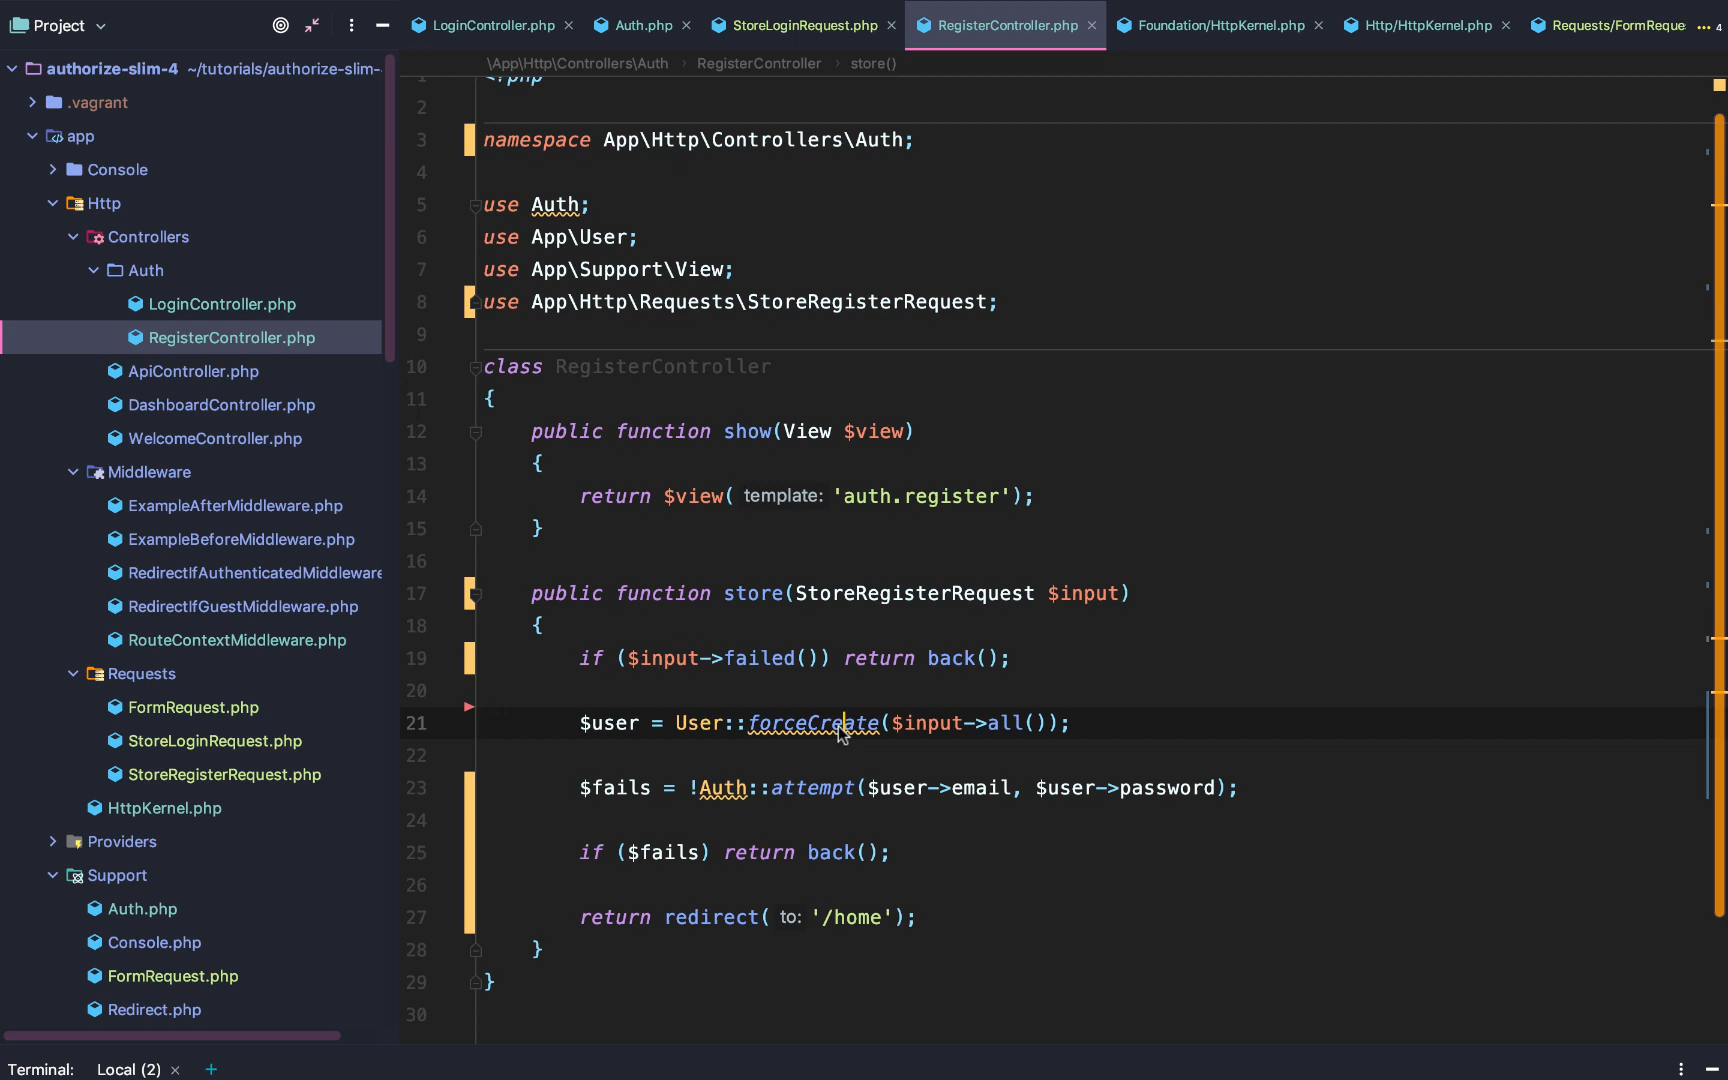 Project
LoginController.php
Auth.php
StoreLoginRequest.php
RegisterController.php
Foundation/HttpKernel.php
Http/HttpKernel.php
Requests/FormReque
4
authorize-slim-4 ~/tutorials/authorize-slim-
.vagrant
app
Console
Http
Controllers
Auth
LoginController.php
RegisterController.php
ApiController.php
DashboardController.php
WelcomeController.php
Middleware
ExampleAfterMiddleware.php
ExampleBeforeMiddleware.php
RedirectIfAuthenticatedMiddleware
RedirectIfGuestMiddleware.php
RouteContextMiddleware.php
Requests
FormRequest.php
StoreLoginRequest.php
StoreRegisterRequest.php
HttpKernel.php
Providers
Support
Auth.php
Console.php
FormRequest.php
Redirect.php
\App\Http\Controllers\Auth › RegisterController › store()
1 <?php
2
3 namespace App\Http\Controllers\Auth;
4
5 use Auth;
6 use App\User;
7 use App\Support\View;
8 use App\Http\Requests\StoreRegisterRequest;
9
10 class RegisterController
11 {
12 public function show(View $view)
13 {
14 return $view( template: 'auth.register');
15 }
16
17 public function store(StoreRegisterRequest $input)
18 {
19 if ($input->failed()) return back();
20
21 $user = User::forceCreate($input->all());
22
23 $fails = !Auth::attempt($user->email, $user->password);
24
25 if ($fails) return back();
26
27 return redirect( to: '/home');
28 }
29 }
30
Terminal: Local (2) × +